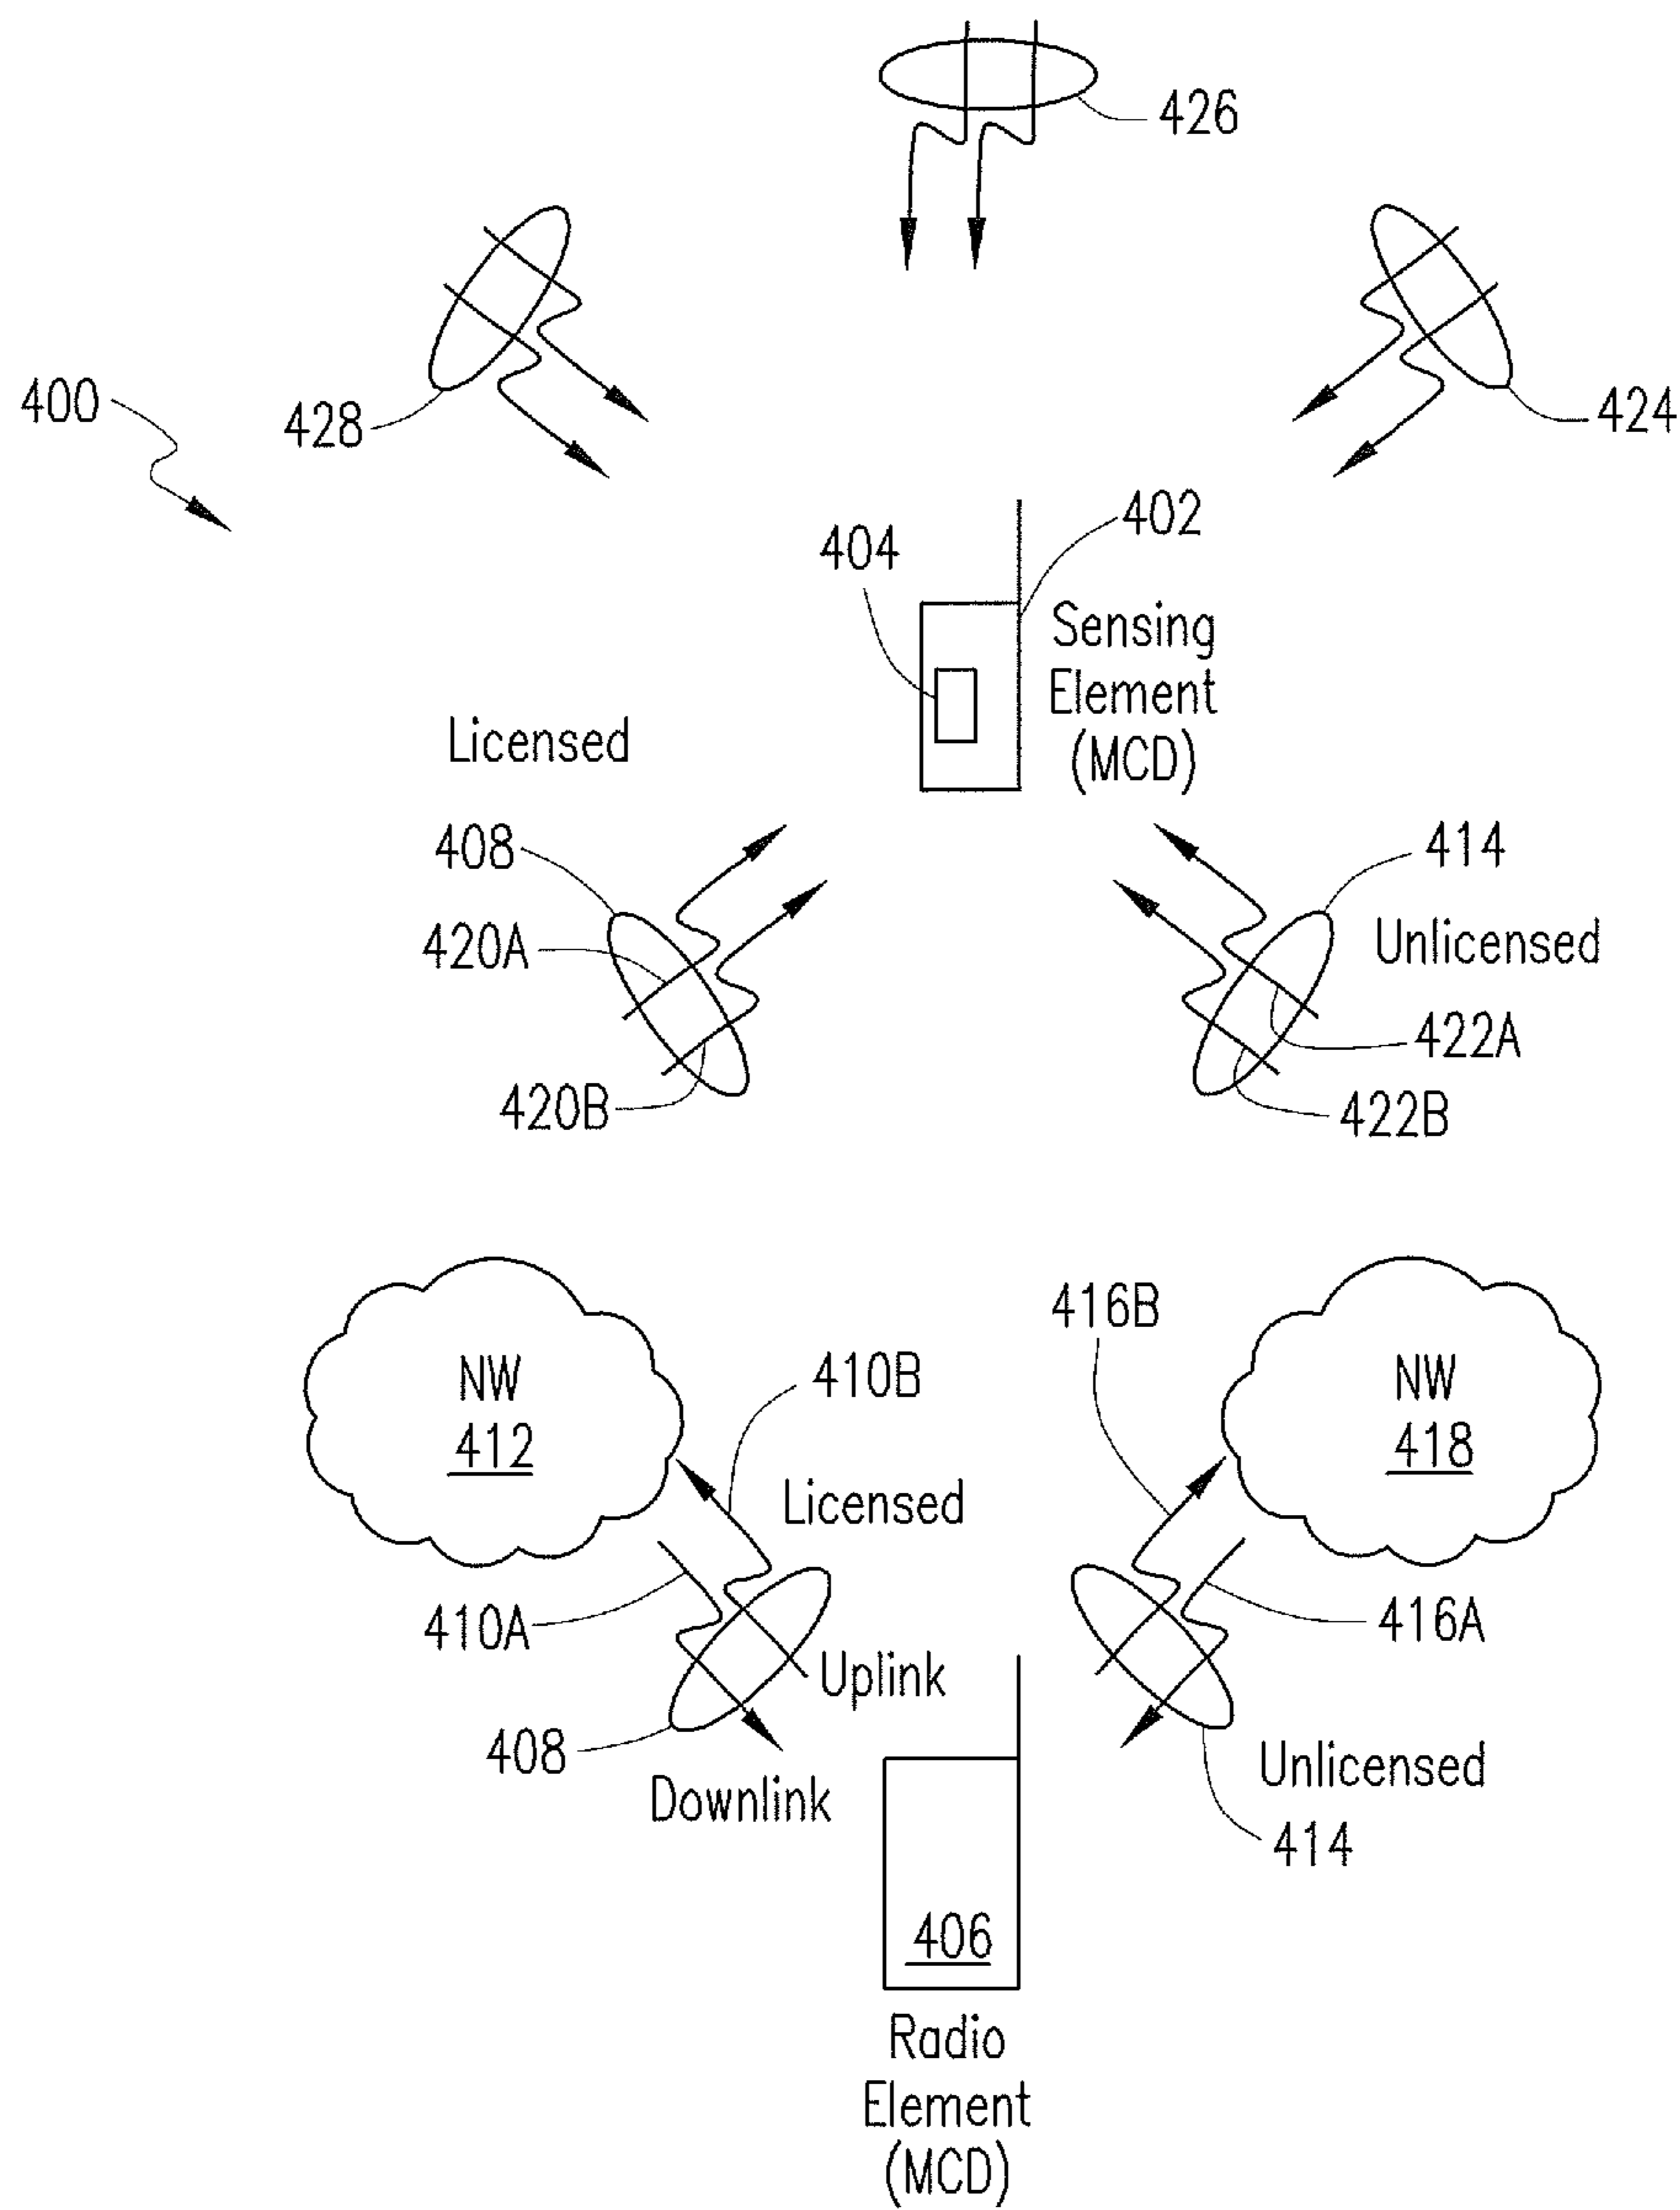 426
400
428
424
404
402
Sensing
Element
(MCD)
Licensed
408
414
420A
Unlicensed
422A
420B
422B
416B
NW
412
410B
NW
418
Licensed
410A
416A
Uplink
408
Unlicensed
Downlink
414
406
Radio
Element
(MCD)